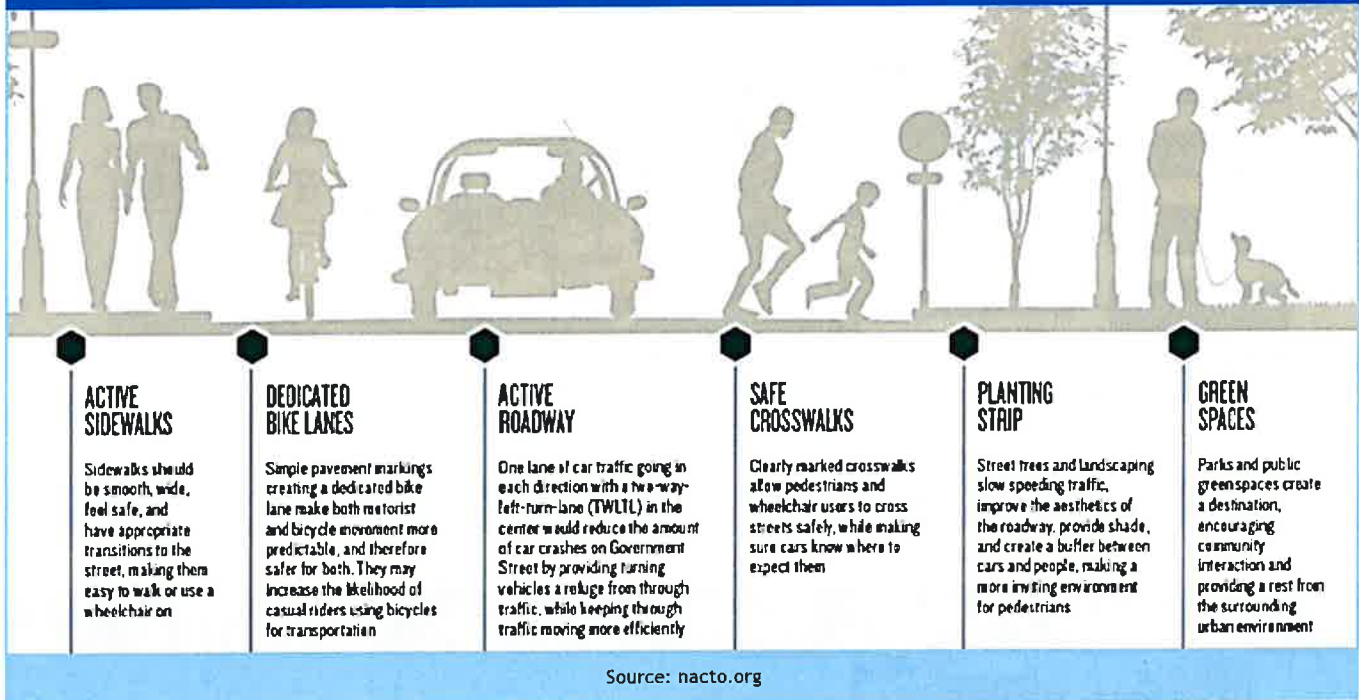 ACTIVE
SIDEWALKS
Sidewalks should
be smooth, wide,
feel safe, and
have appropriate
transitions to the
street, making them
easy to walk or use a
wheelchair on
DEDICATED
BIKE LANES
Simple pavement markings
creating a dedicated bike
lane make both motorist
and bicycle movement more
predictable, and therefore
safer for both. They may
increase the likelihood of
casual riders using bicycles
for transportation
ACTIVE
ROADWAY
One lane of car traffic going in
each direction with a two-way-
left-turn-lane (TWLTL) in the
center would reduce the amount
of car crashes on Government
Street by providing turning
vehicles a refuge from through
traffic, while keeping through
traffic moving more efficiently
SAFE
CROSSWALKS
Clearly marked crosswalks
allow pedestrians and
wheelchair users to cross
streets safely, while making
sure cars know where to
expect them
PLANTING
STRIP
Street trees and landscaping
slow speeding traffic,
improve the aesthetics of
the roadway, provide shade,
and create a buffer between
cars and people, making a
more inviting environment
for pedestrians
GREEN
SPACES
Parks and public
greenspaces create
a destination,
encouraging
community
interaction and
providing a rest from
the surrounding
urban environment
Source: nacto.org